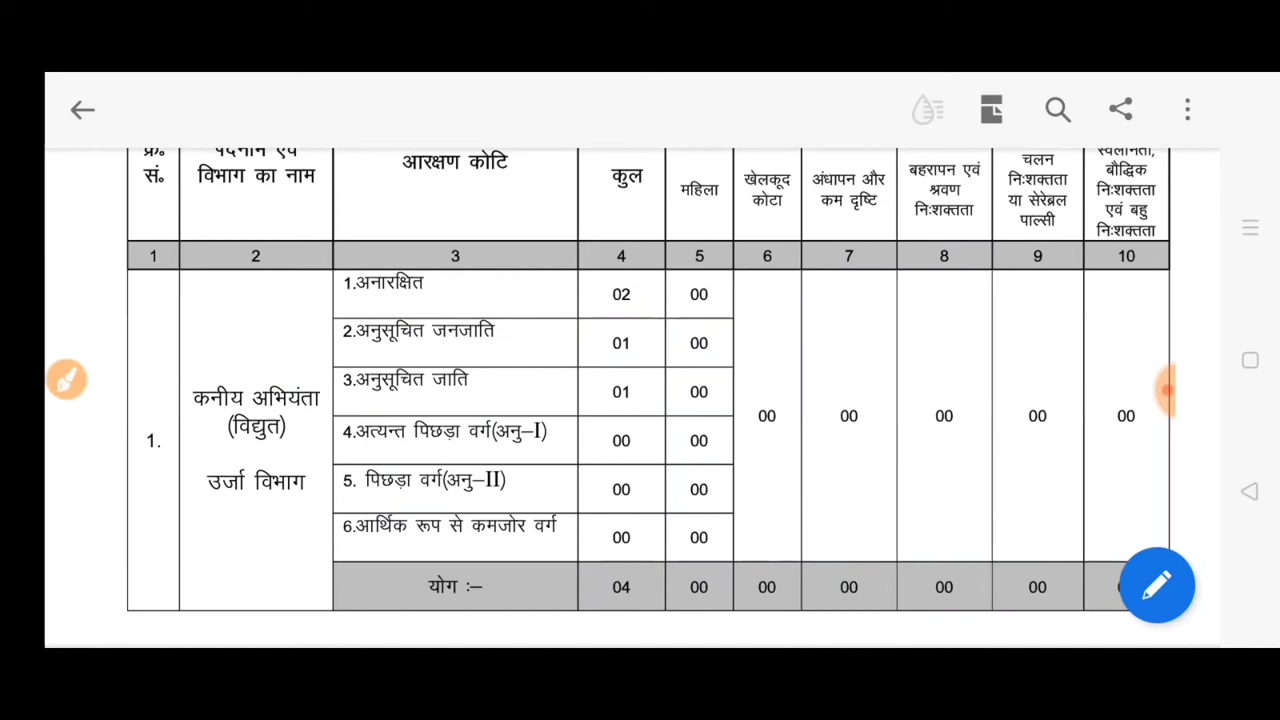 क्र॰ सं॰
पदनाम एवं विभाग का नाम
आरक्षण कोटि
कुल
महिला
खेलकूद कोटा
अंधापन और कम दृष्टि
बहरापन एवं श्रवण निःशक्तता
चलन निःशक्तता या सेरेब्रल पाल्सी
स्वलीनता, बौद्धिक निःशक्तता एवं बहु निःशक्तता
1 2 3 4 5 6 7 8 9 10
1.
कनीय अभियंता
(विद्युत)
उर्जा विभाग
1.अनारक्षित 02 00
2.अनुसूचित जनजाति 01 00
3.अनुसूचित जाति 01 00
4.अत्यन्त पिछड़ा वर्ग(अनु–I) 00 00
5. पिछड़ा वर्ग(अनु–II) 00 00
6.आर्थिक रूप से कमजोर वर्ग 00 00
00 00 00 00 00
योग :– 04 00 00 00 00 00